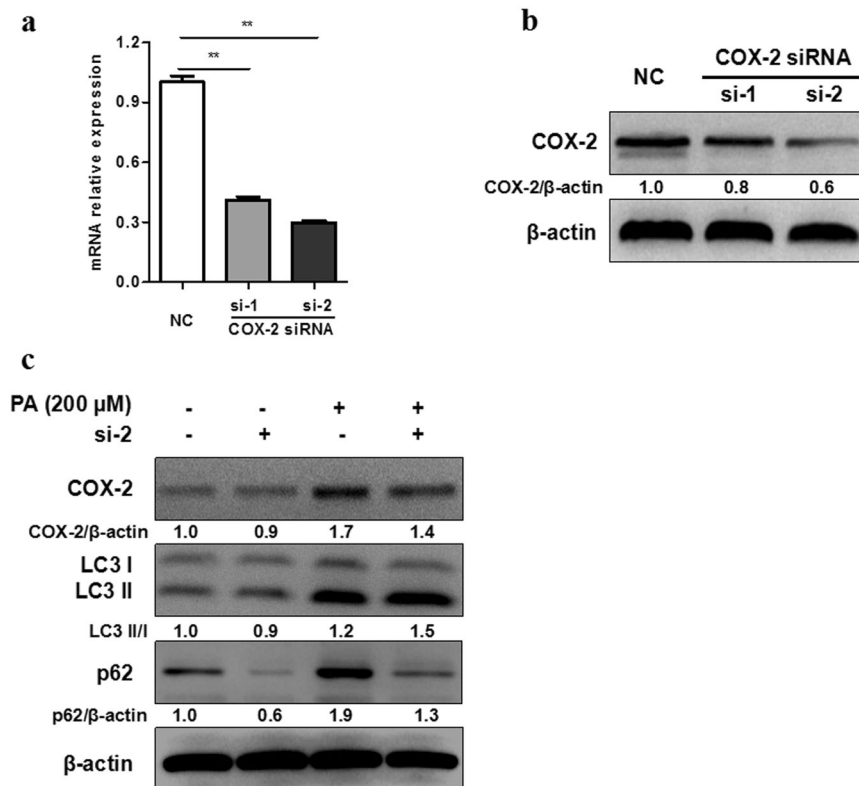 a
**
**
mRNA relative expression
1.2
0.9
0.6
0.3
0.0
NC
si-1
si-2
COX-2 siRNA
b
NC
COX-2 siRNA
si-1
si-2
COX-2
COX-2/β-actin 1.0 0.8 0.6
β-actin
c
PA (200 μM) - - + +
si-2 - + - +
COX-2
COX-2/β-actin 1.0 0.9 1.7 1.4
LC3 I
LC3 II
LC3 II/I 1.0 0.9 1.2 1.5
p62
p62/β-actin 1.0 0.6 1.9 1.3
β-actin